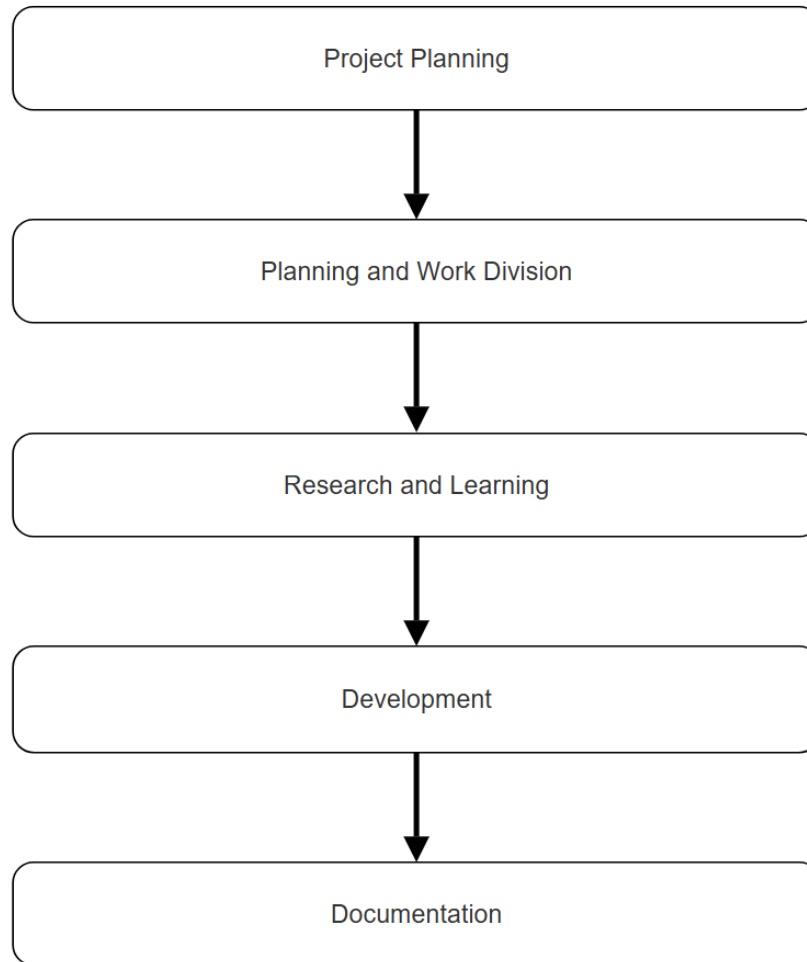 Project Planning
Planning and Work Division
Research and Learning
Development
Documentation